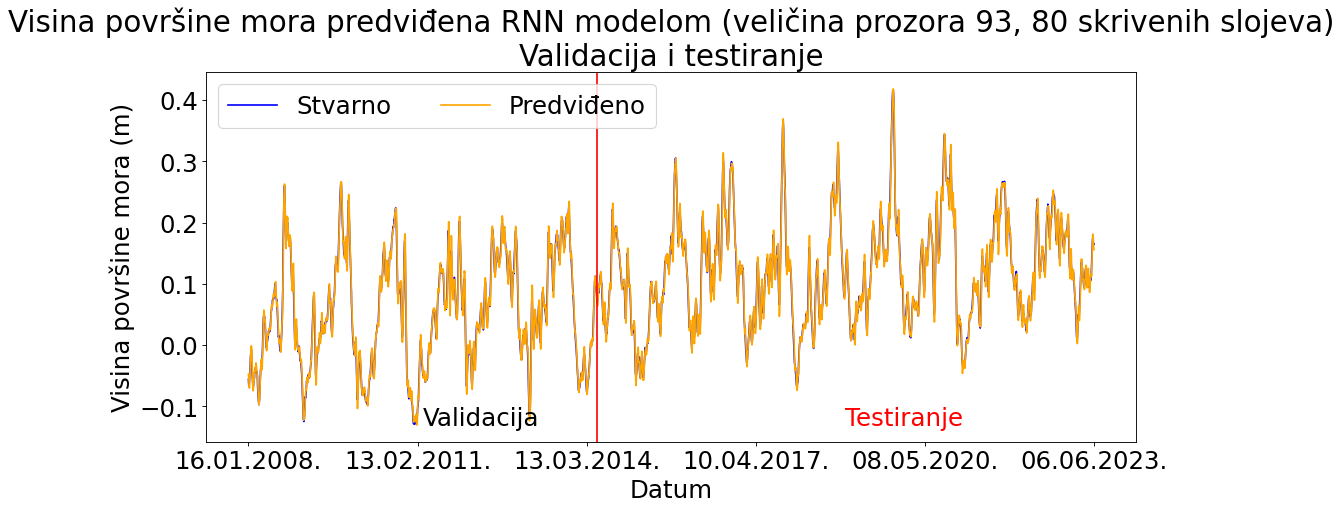 Visina površine mora predviđena RNN modelom (veličina prozora 93, 80 skrivenih slojeva)
Validacija i testiranje
Stvarno Predviđeno
Visina površine mora (m)
0.4
0.3
0.2
0.1
0.0
−0.1
Validacija Testiranje
16.01.2008. 13.02.2011. 13.03.2014. 10.04.2017. 08.05.2020. 06.06.2023.
Datum